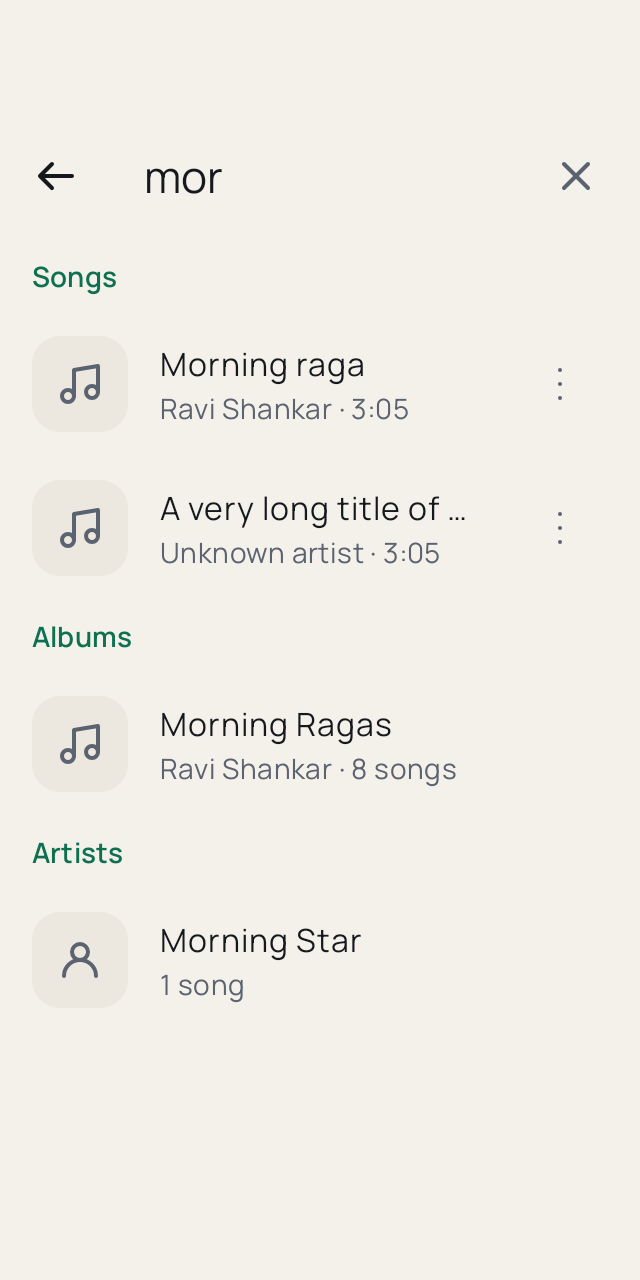 mor
Songs
Morning raga
Ravi Shankar · 3:05
A very long title of …
Unknown artist · 3:05
Albums
Morning Ragas
Ravi Shankar · 8 songs
Artists
Morning Star
1 song